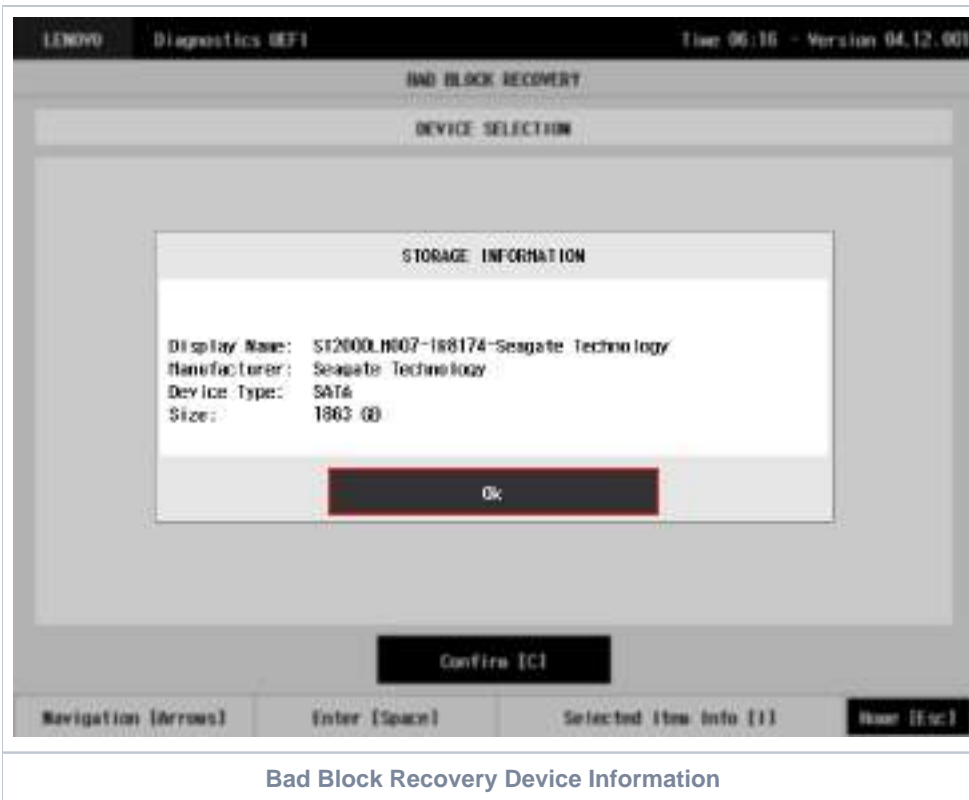 LENOVO Diagnostics UEFI Time 06:16 - Version 04.12.001
BAD BLOCK RECOVERY
DEVICE SELECTION
STORAGE INFORMATION
Display Name: ST2000LM007-1R8174-Seagate Technology
Manufacturer: Seagate Technology
Device Type: SATA
Size: 1863 GB
Ok
Confirm [C]
Navigation [Arrows] Enter [Space] Selected Item Info [I] Home [Esc]
Bad Block Recovery Device Information